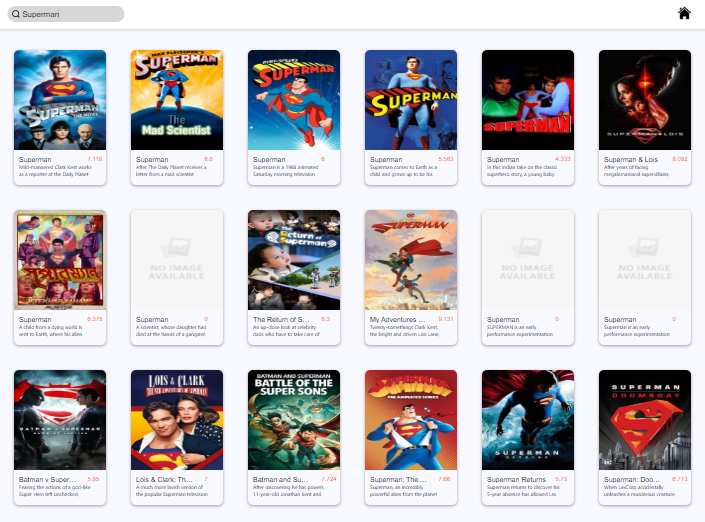 Superman
SUPERMAN
THE MOVIE
Superman 7.118
Mild-mannered Clark Kent works
as a reporter at the Daily Planet
MAX FLEISCHER'S
SUPERMAN
The
Mad Scientist
Superman 6.8
After The Daily Planet receives a
letter from a mad scientist
SUPERMAN
Superman 6
Superman is a 1988 animated
Saturday morning television
SUPERMAN
Superman 5.583
Superman comes to Earth as a
child and grows up to be his
SUPERMAN
Superman 4.333
In this Indian take on the classic
superhero story, a young baby
SUPERMAN & LOIS
Superman & Lois 8.082
After years of facing
megalomaniacal supervillains,
Superman 6.375
A child from a dying world is
sent to Earth, where his alien
NO IMAGE
AVAILABLE
Superman 0
A scientist, whose daughter had
died at the hands of a gangster,
The
Return of
Superman
The Return of S... 8.3
An up-close look at celebrity
dads who have to take care of
SUPERMAN
My Adventures ... 9.131
Twenty-somethings Clark Kent,
the bright and driven Lois Lane,
NO IMAGE
AVAILABLE
Superman 0
SUPERMAN is an early
performance experimentation
NO IMAGE
AVAILABLE
Superman 0
Superman is an early
performance experimentation
BATMAN v SUPERMAN
DAWN OF JUSTICE
Batman v Super... 5.95
Fearing the actions of a god-like
Super Hero left unchecked,
LOIS & CLARK
THE NEW ADVENTURES OF SUPERMAN
Lois & Clark: Th... 7
A much more lavish version of
the popular Superman television
BATMAN AND SUPERMAN
BATTLE OF THE
SUPER SONS
Batman and Su... 7.724
After discovering he has powers,
11-year-old Jonathan Kent and
SUPERMAN
THE ANIMATED SERIES
Superman: The ... 7.68
Superman, an incredibly
powerful alien from the planet
SUPERMAN
RETURNS
Superman Returns 5.73
Superman returns to discover his
5-year absence has allowed Lex
SUPERMAN
DOOMSDAY
Superman: Doo... 6.713
When LexCorp accidentally
unleashes a murderous creature,